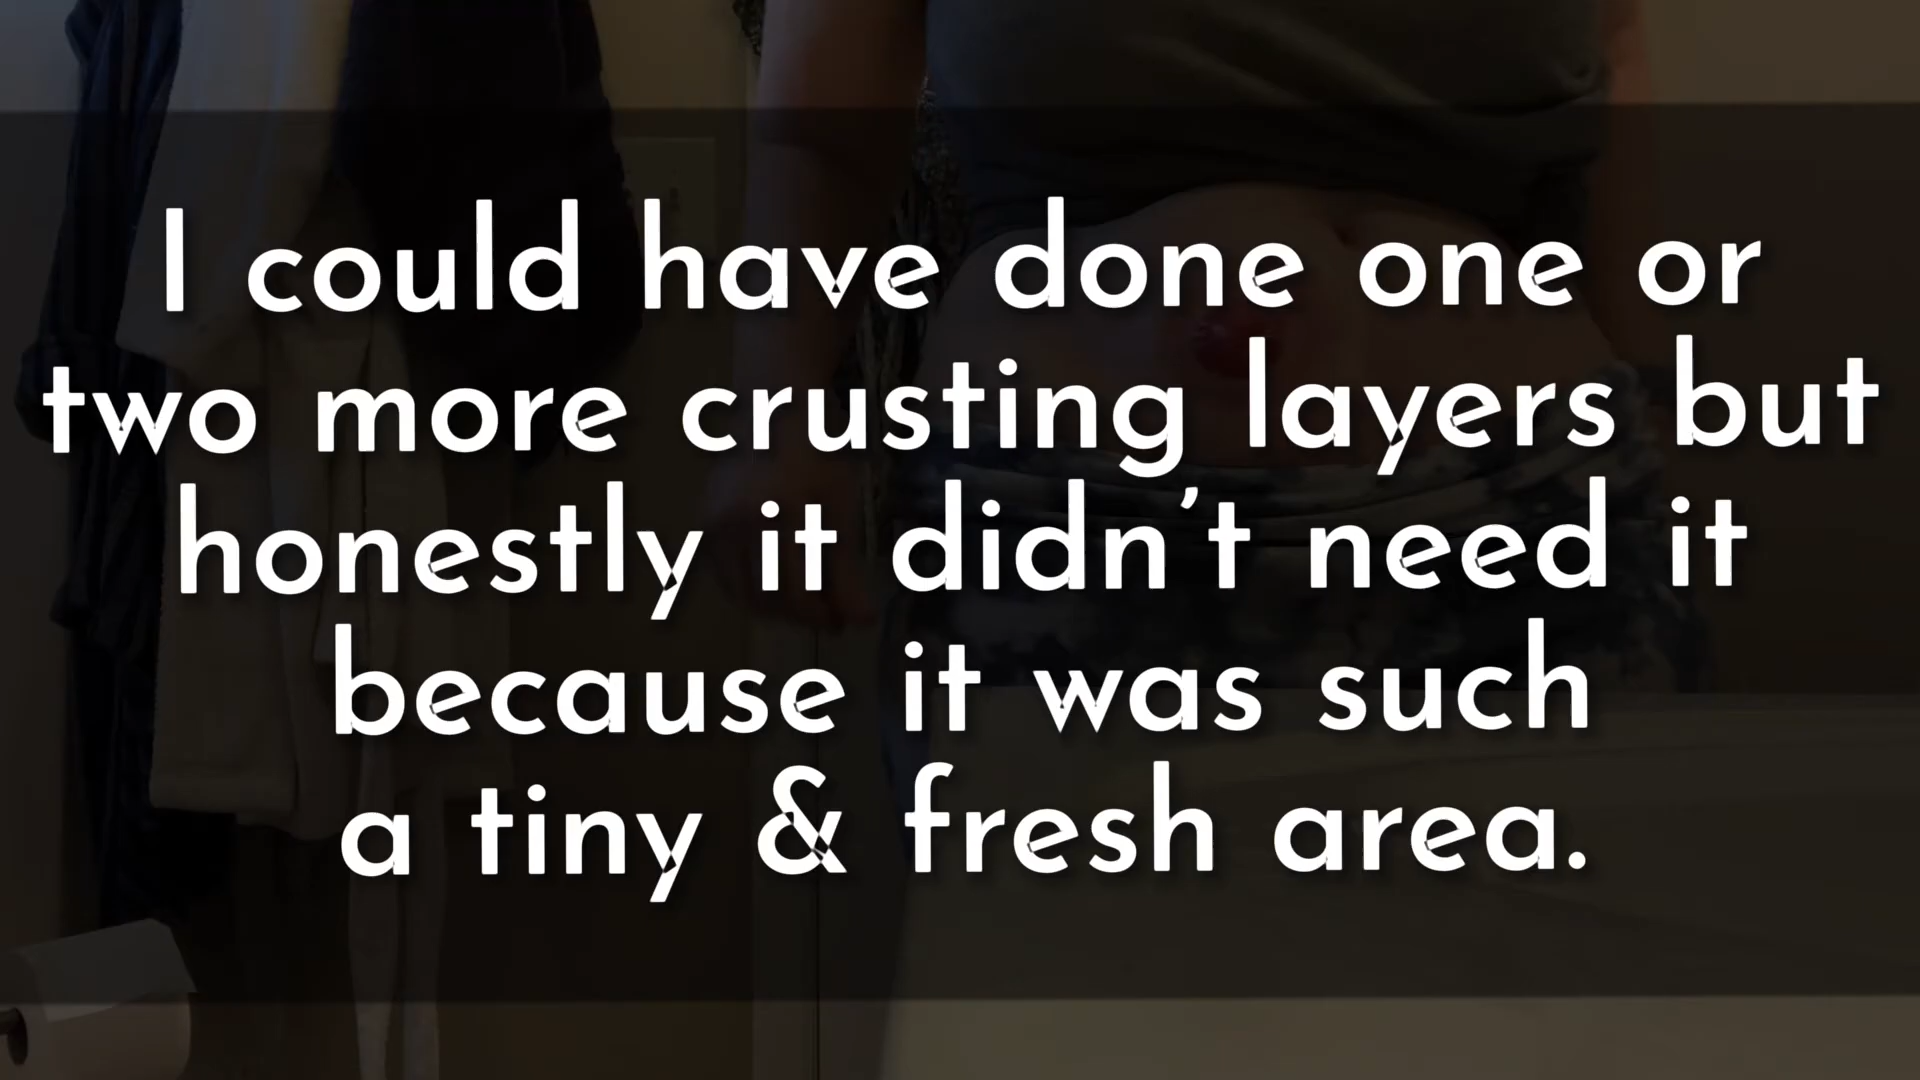 I could have done one or
two more crusting layers but
honestly it didn't need it
because it was such
a tiny & fresh area.